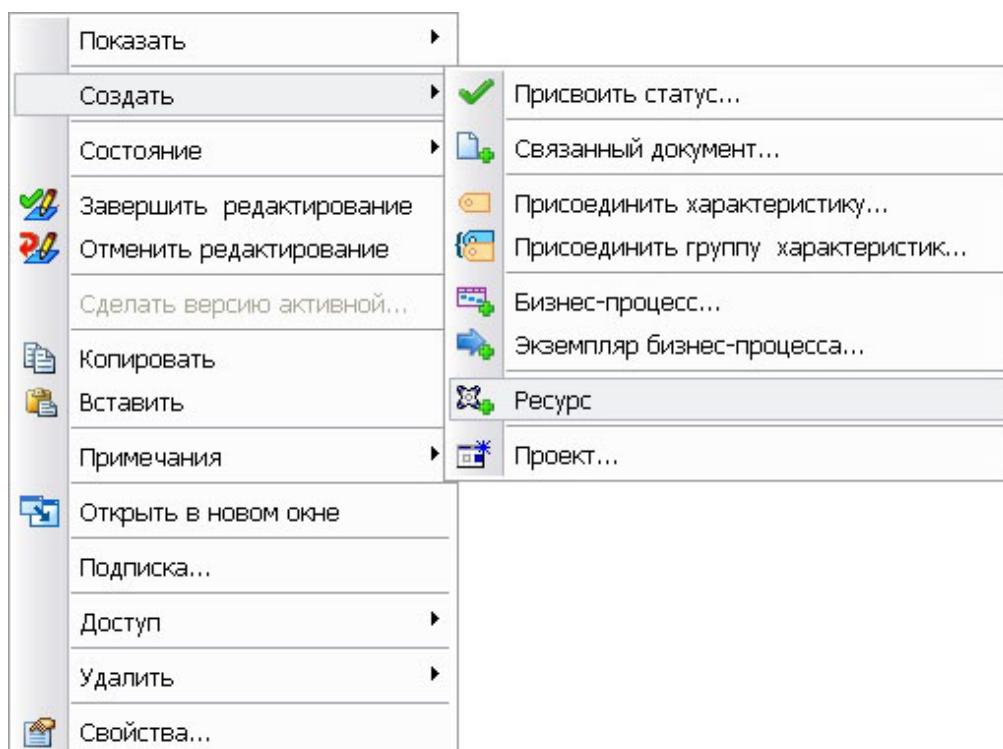 Показать
Создать
Состояние
Завершить редактирование
Отменить редактирование
Сделать версию активной...
Копировать
Вставить
Примечания
Открыть в новом окне
Подписка...
Доступ
Удалить
Свойства...
Присвоить статус...
Связанный документ...
Присоединить характеристику...
Присоединить группу характеристик...
Бизнес-процесс...
Экземпляр бизнес-процесса...
Ресурс
Проект...